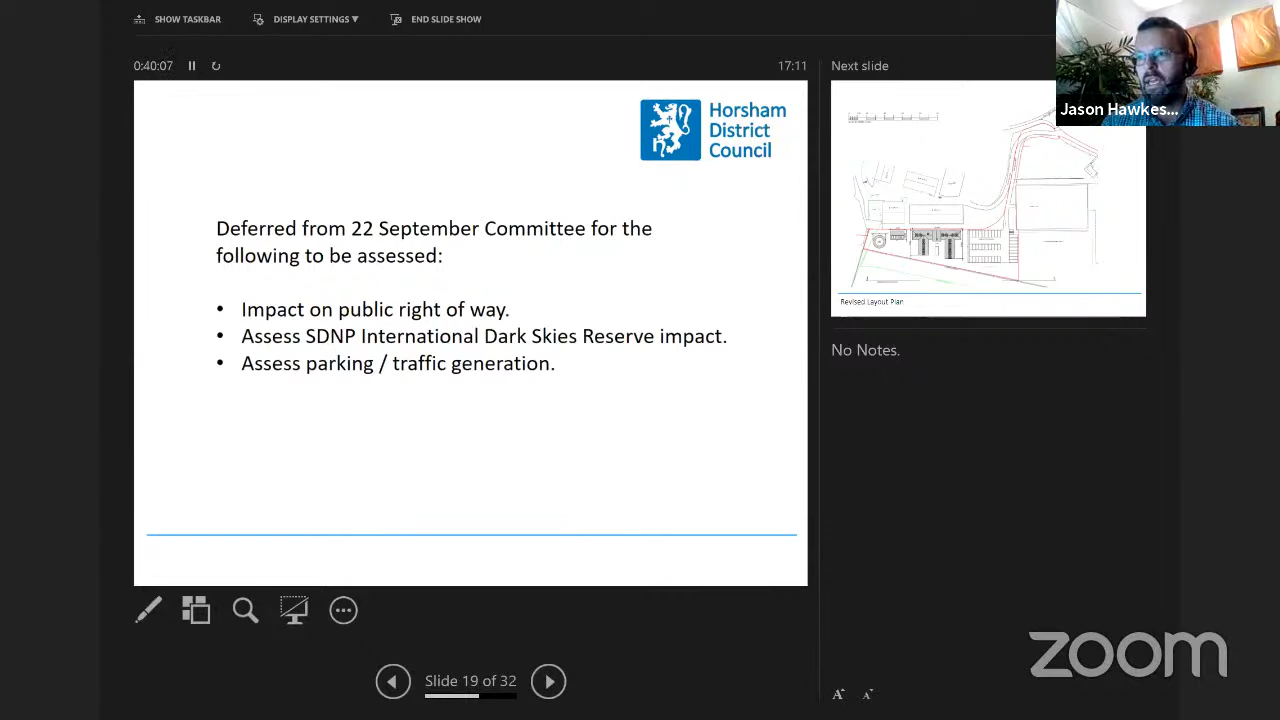 SHOW TASKBAR
DISPLAY SETTINGS ▼
END SLIDE SHOW
0:40:07
17:11
Next slide
Jason Hawkes...
Horsham
District
Council
Deferred from 22 September Committee for the
following to be assessed:
• Impact on public right of way.
• Assess SDNP International Dark Skies Reserve impact.
• Assess parking / traffic generation.
Revised Layout Plan
No Notes.
zoom
Slide 19 of 32
A A